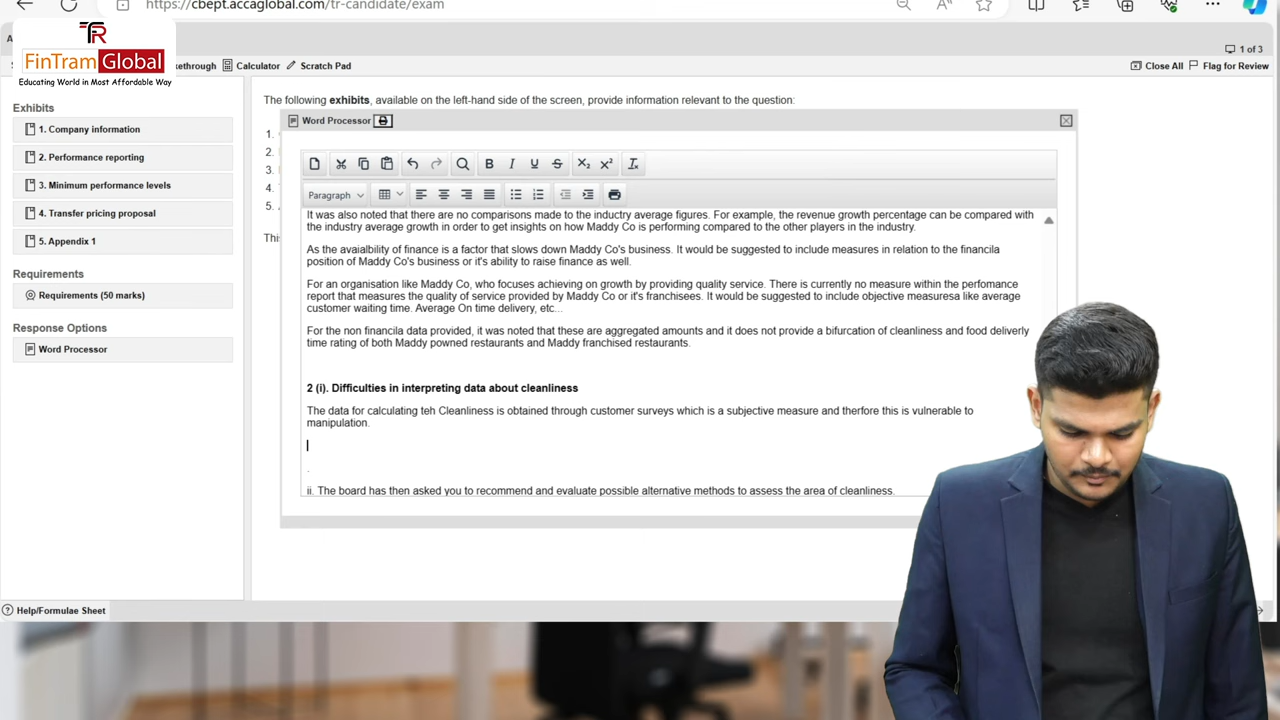 https://cbept.accaglobal.com/tr-candidate/exam
FR
FinTram Global
Educating World in Most Affordable Way
1 of 3
kethrough Calculator Scratch Pad
Close All Flag for Review
Exhibits
1. Company information
2. Performance reporting
3. Minimum performance levels
4. Transfer pricing proposal
5. Appendix 1
Requirements
Requirements (50 marks)
Response Options
Word Processor
The following exhibits, available on the left-hand side of the screen, provide information relevant to the question:
1.
2.
3.
4.
5.
Thi
Word Processor
B I U S X₂ X² Tx
Paragraph
It was also noted that there are no comparisons made to the industry average figures. For example, the revenue growth percentage can be compared with
the industry average growth in order to get insights on how Maddy Co is performing compared to the other players in the industry.
As the avaialbility of finance is a factor that slows down Maddy Co's business. It would be suggested to include measures in relation to the financila
position of Maddy Co's business or it's ability to raise finance as well.
For an organisation like Maddy Co, who focuses achieving on growth by providing quality service. There is currently no measure within the perfomance
report that measures the quality of service provided by Maddy Co or it's franchisees. It would be suggested to include objective measuresa like average
customer waiting time. Average On time delivery, etc...
For the non financila data provided, it was noted that these are aggregated amounts and it does not provide a bifurcation of cleanliness and food deliverly
time rating of both Maddy powned restaurants and Maddy franchised restaurants.
2 (i). Difficulties in interpreting data about cleanliness
The data for calculating teh Cleanliness is obtained through customer surveys which is a subjective measure and therfore this is vulnerable to
manipulation.
.
ii. The board has then asked you to recommend and evaluate possible alternative methods to assess the area of cleanliness.
Help/Formulae Sheet